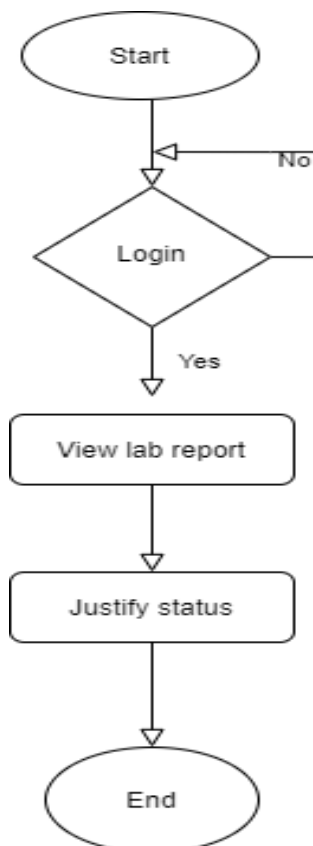 Start
No
Login
Yes
View lab report
Justify status
End